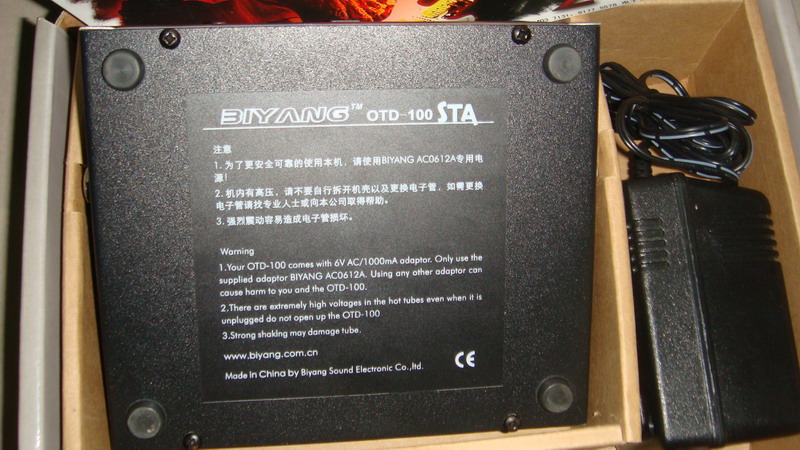 BIYANG™ OTD-100 STA
注意
1. 为了更安全可靠的使用本机，请使用BIYANG AC0612A专用电
源！
2. 机内有高压，请不要自行拆开机壳以及更换电子管，如需更换
电子管请找专业人士或向本公司取得帮助。
3. 强烈震动容易造成电子管损坏。
Warning
1.Your OTD-100 comes with 6V AC/1000mA adaptor. Only use the
supplied adaptor BIYANG AC0612A. Using any other adaptor can
cause harm to you and the OTD-100.
2.There are extremely high voltages in the hot tubes even when it is
unplugged do not open up the OTD-100
3.Strong shaking may damage tube.
www.biyang.com.cn
Made in China by Biyang Sound Electronic Co.,ltd.
CE